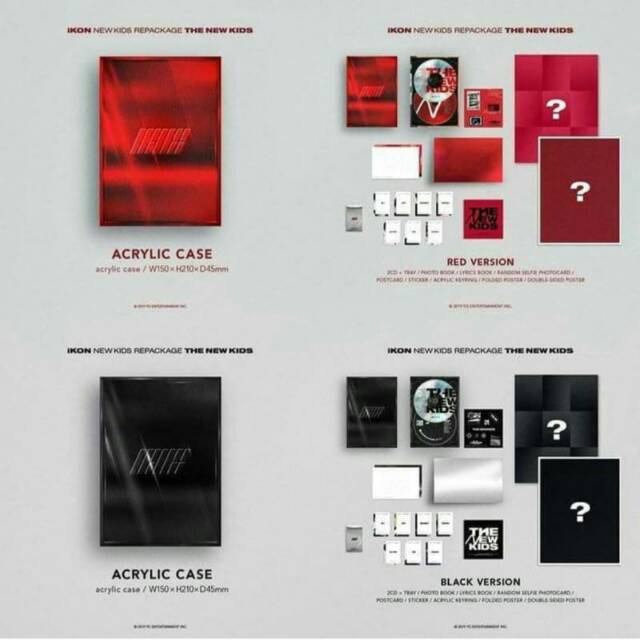 iKON NEW KIDS REPACKAGE THE NEW KIDS
ACRYLIC CASE
acrylic case / W150×H210×D45mm
© 2019 YG ENTERTAINMENT INC.
iKON NEW KIDS REPACKAGE THE NEW KIDS
THE
NEW
KIDS
?
?
THE
NEW
KIDS
RED VERSION
2CD + TRAY / PHOTO BOOK / LYRICS BOOK / RANDOM SELFIE PHOTOCARD /
POSTCARD / STICKER / ACRYLIC KEYRING / FOLDED POSTER / DOUBLE-SIDED POSTER
© 2019 YG ENTERTAINMENT INC.
iKON NEW KIDS REPACKAGE THE NEW KIDS
ACRYLIC CASE
acrylic case / W150×H210×D45mm
© 2019 YG ENTERTAINMENT INC.
iKON NEW KIDS REPACKAGE THE NEW KIDS
THE
NEW
KIDS
?
?
THE
NEW
KIDS
BLACK VERSION
2CD + TRAY / PHOTO BOOK / LYRICS BOOK / RANDOM SELFIE PHOTOCARD /
POSTCARD / STICKER / ACRYLIC KEYRING / FOLDED POSTER / DOUBLE-SIDED POSTER
© 2019 YG ENTERTAINMENT INC.